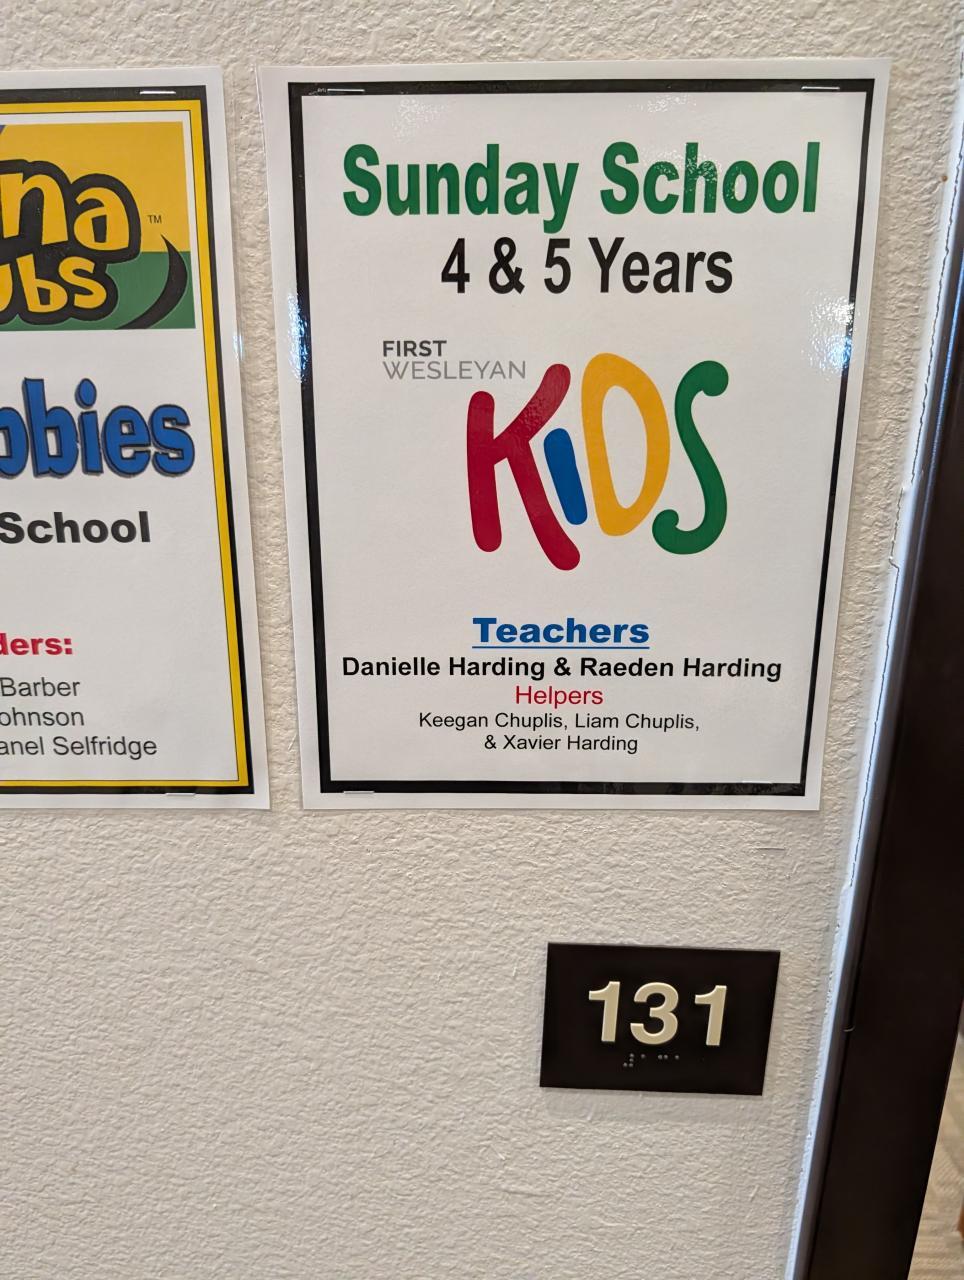 na
ubs
™
bbies
School
ders:
Barber
ohnson
anel Selfridge
Sunday School
4 & 5 Years
FIRST
WESLEYAN
KiDS
Teachers
Danielle Harding & Raeden Harding
Helpers
Keegan Chuplis, Liam Chuplis,
& Xavier Harding
131